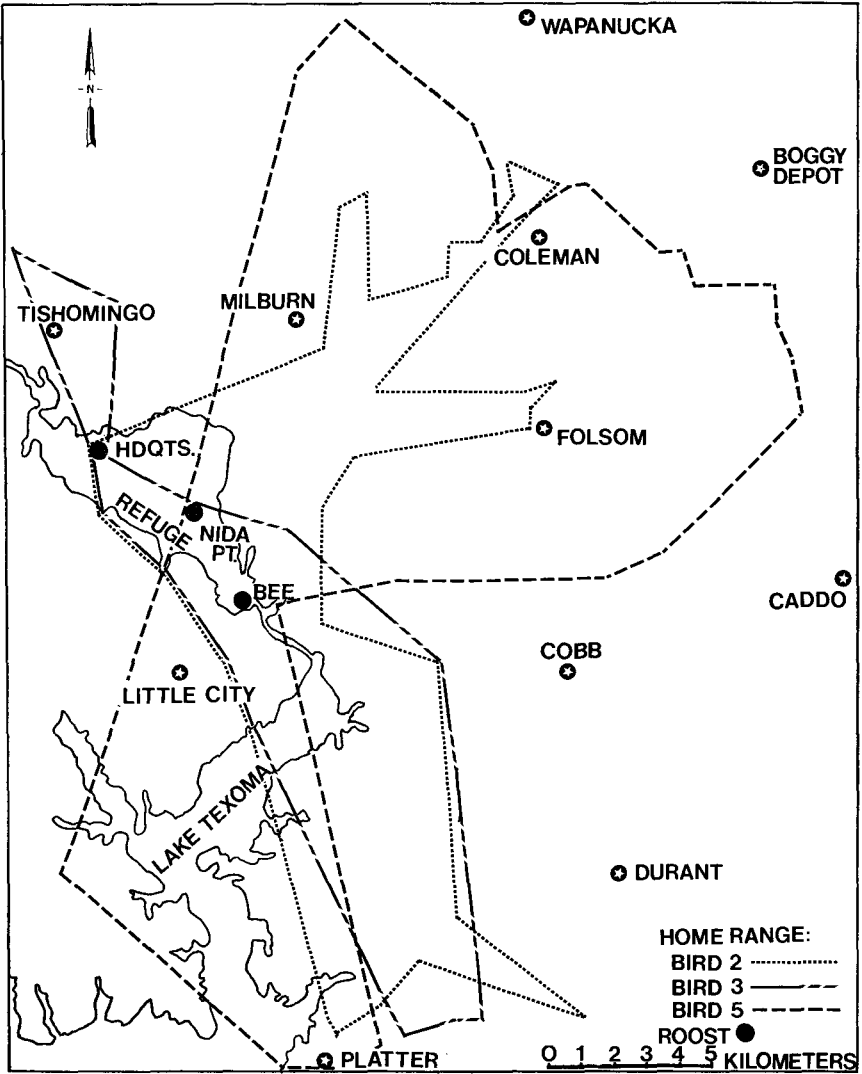 WAPANUCKA
N
BOGGY
DEPOT
COLEMAN
MILBURN
TISHOMINGO
FOLSOM
HDQTS.
REFUGE
NIDA
PT.
BEE
CADDO
COBB
LITTLE CITY
LAKE TEXOMA
DURANT
HOME RANGE:
BIRD 2
BIRD 3
BIRD 5
ROOST
PLATTER
0 1 2 3 4 5 KILOMETERS